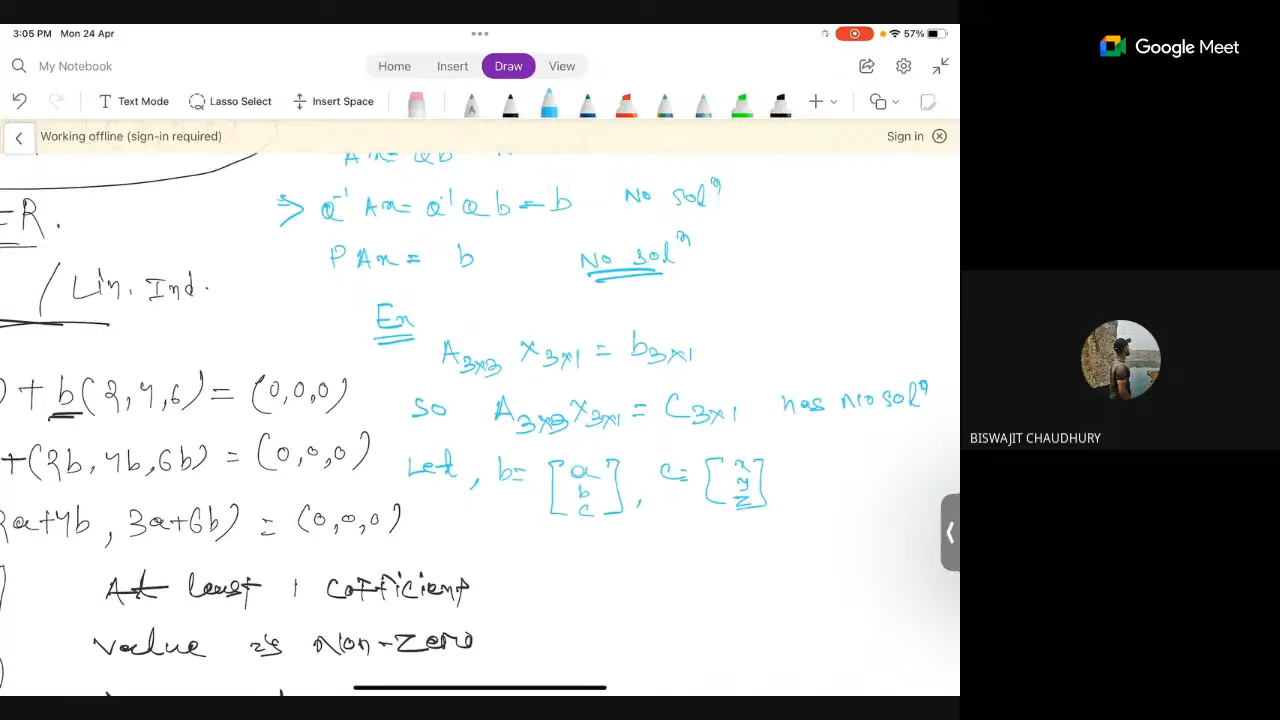 3:05 PM Mon 24 Apr
57%
My Notebook
Home Insert Draw View
Text Mode Lasso Select Insert Space
Working offline (sign-in required)
Sign in
Ax = Qb
⇒ Q⁻¹ Ax = Q⁻¹ Q b = b No solⁿ
PAx = b No solⁿ
Ex
A3×3 X3×1 = b3×1
so A3×3 X3×1 = C3×1 has no solⁿ
Let, b = [a b c], c = [x y z]
=R.
/ Lin. Ind.
) + b(2,4,6) = (0,0,0)
+(2b, 4b, 6b) = (0,0,0)
2a+4b, 3a+6b) = (0,0,0)
At least 1 cofficient
value is Non-Zero
Google Meet
BISWAJIT CHAUDHURY